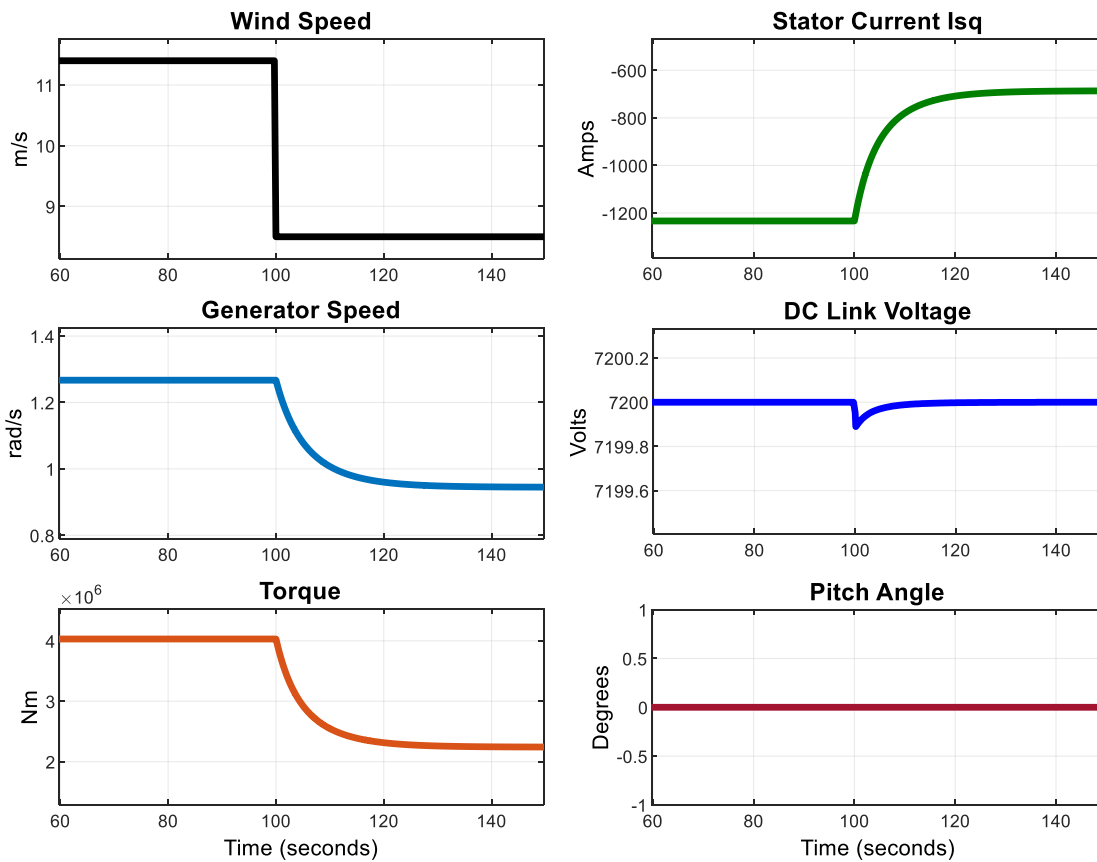 Wind Speed
m/s
11
10
9
60 80 100 120 140
Stator Current Isq
Amps
-600
-800
-1000
-1200
60 80 100 120 140
Generator Speed
rad/s
1.4
1.2
1
0.8
60 80 100 120 140
DC Link Voltage
Volts
7200.2
7200
7199.8
7199.6
60 80 100 120 140
Torque
×10⁶
Nm
4
3
2
60 80 100 120 140
Time (seconds)
Pitch Angle
Degrees
1
0.5
0
-0.5
-1
60 80 100 120 140
Time (seconds)